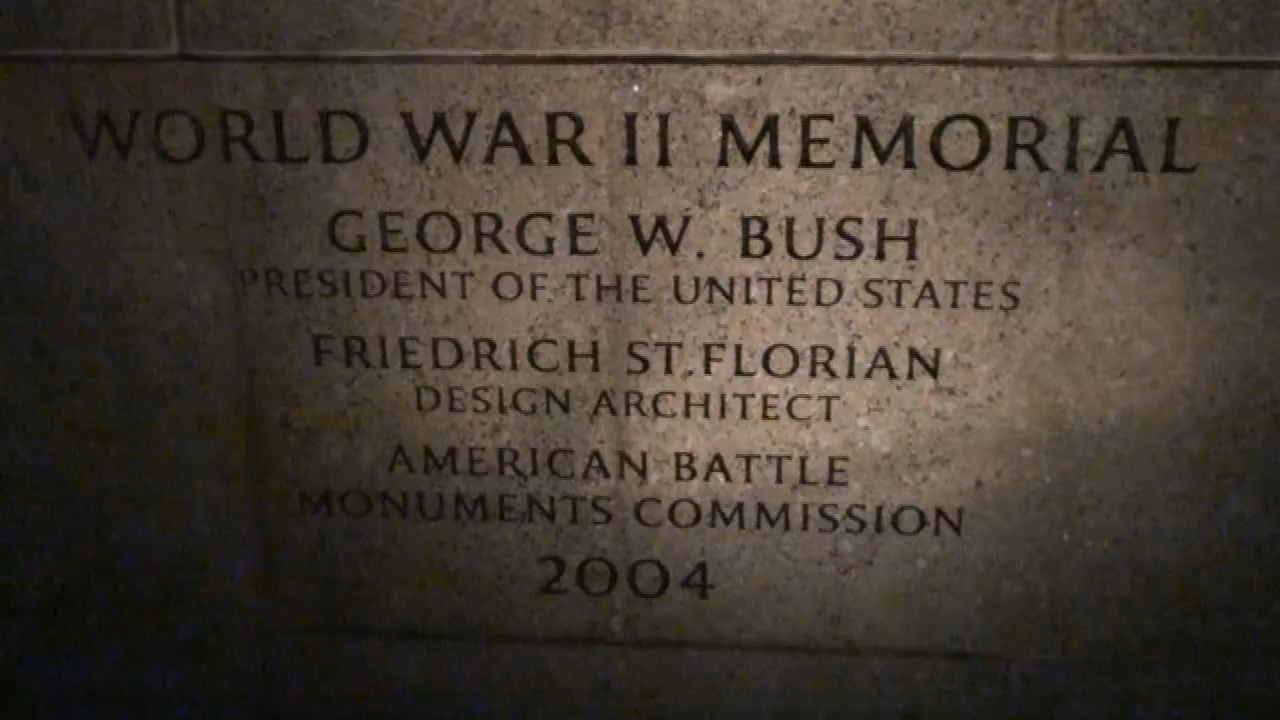 WORLD WAR II MEMORIAL
GEORGE W. BUSH
PRESIDENT OF THE UNITED STATES
FRIEDRICH ST.FLORIAN
DESIGN ARCHITECT
AMERICAN BATTLE
MONUMENTS COMMISSION
2004